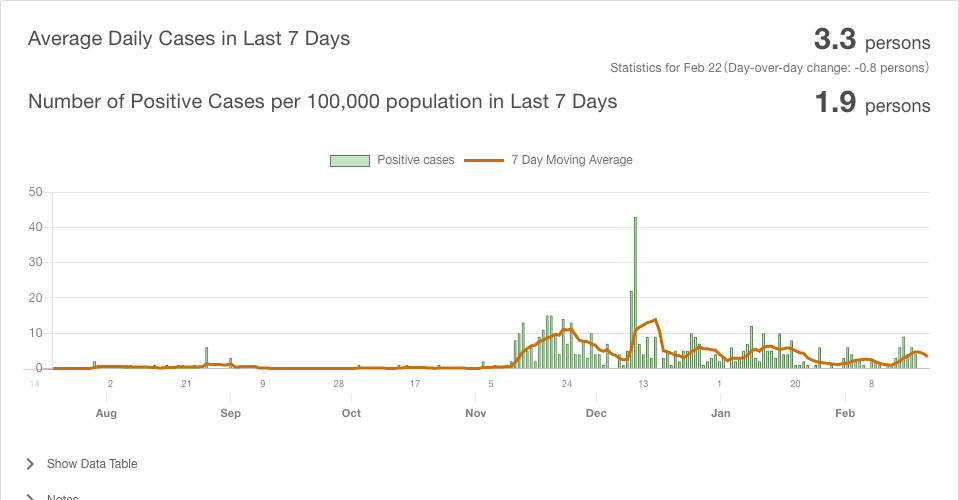 Average Daily Cases in Last 7 Days
3.3 persons
Statistics for Feb 22 (Day-over-day change: -0.8 persons)
Number of Positive Cases per 100,000 population in Last 7 Days
1.9 persons
Positive cases 7 Day Moving Average
50
40
30
20
10
0
14 2 21 9 28 17 5 24 13 1 20 8
Aug Sep Oct Nov Dec Jan Feb
Show Data Table
Notes